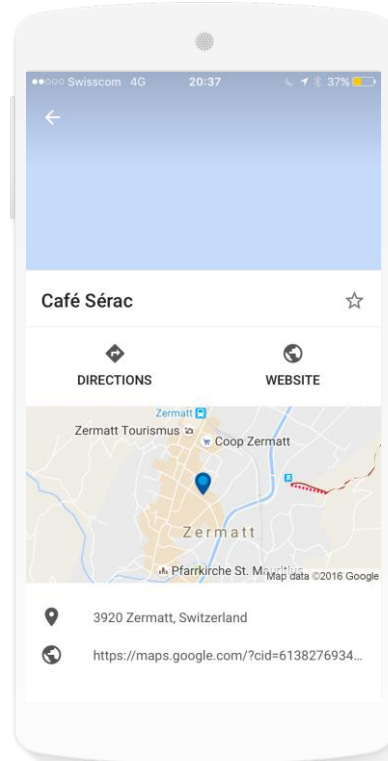 Swisscom 4G 20:37 37%
Café Sérac
DIRECTIONS
WEBSITE
Zermatt
Zermatt Tourismus
Coop Zermatt
Zermatt
Pfarrkirche St. Mauritius
Map data ©2016 Google
3920 Zermatt, Switzerland
https://maps.google.com/?cid=6138276934...